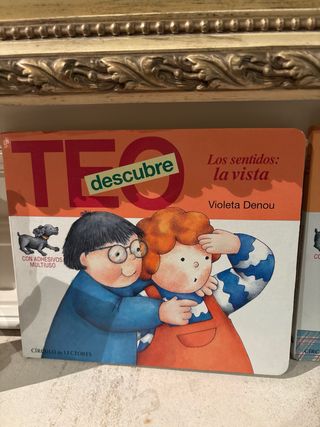 TEO
descubre
Los sentidos:
la vista
Violeta Denou
CON ADHESIVOS
MULTIUSO
CÍRCULO de LECTORES